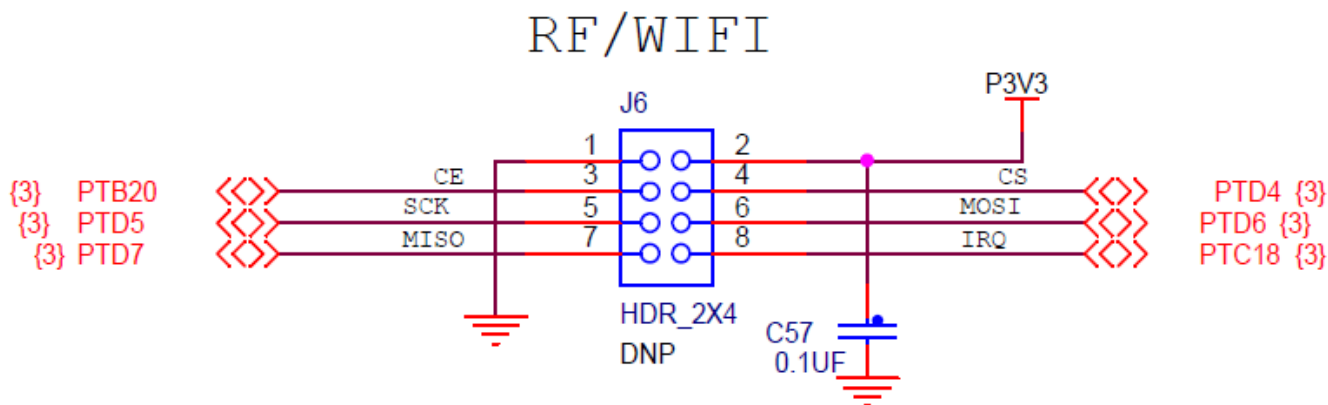 RF/WIFI
P3V3
J6
1 2
{3} PTB20 CE 3 4 CS PTD4 {3}
{3} PTD5 SCK 5 6 MOSI PTD6 {3}
{3} PTD7 MISO 7 8 IRQ PTC18 {3}
HDR_2X4
DNP
C57
0.1UF